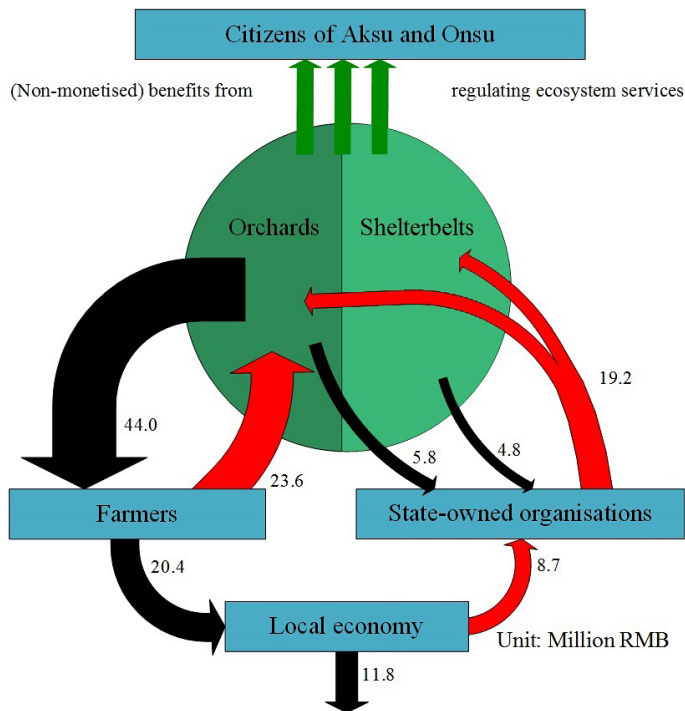 Citizens of Aksu and Onsu
(Non-monetised) benefits from
regulating ecosystem services
Orchards
Shelterbelts
19.2
44.0
5.8
4.8
23.6
Farmers
State-owned organisations
20.4
8.7
Local economy
Unit: Million RMB
11.8